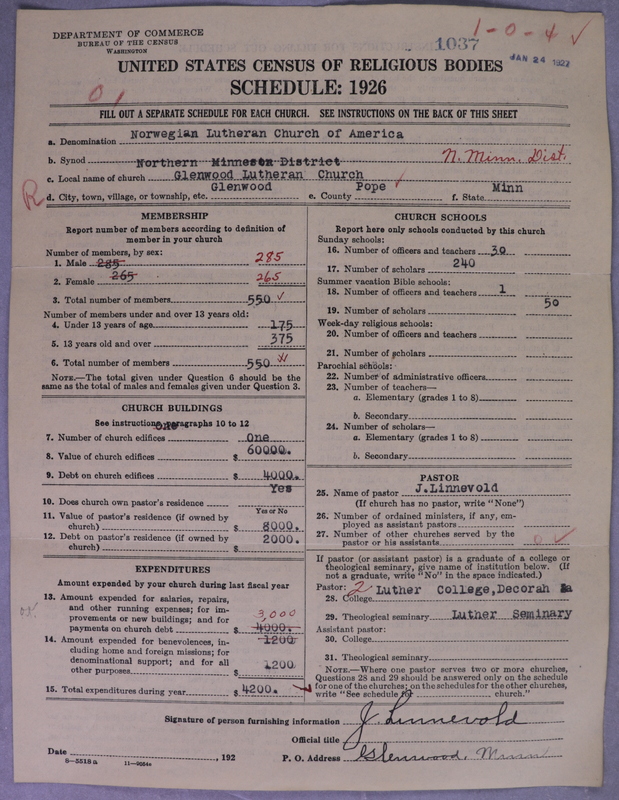 DEPARTMENT OF COMMERCE
BUREAU OF THE CENSUS
WASHINGTON
1037
1-0-4 ✓
JAN 24 1927
UNITED STATES CENSUS OF RELIGIOUS BODIES
SCHEDULE: 1926
FILL OUT A SEPARATE SCHEDULE FOR EACH CHURCH. SEE INSTRUCTIONS ON THE BACK OF THIS SHEET
a. Denomination Norwegian Lutheran Church of America
b. Synod Northern Minnesota District N. Minn. Dist.
c. Local name of church Glenwood Lutheran Church
R d. City, town, village, or township, etc. Glenwood e. County Pope ✓ f. State Minn
MEMBERSHIP
Report number of members according to definition of
member in your church
Number of members, by sex:
1. Male 285 285
2. Female 265 265
3. Total number of members 550 ✓
Number of members under and over 13 years old:
4. Under 13 years of age 175
5. 13 years old and over 375
6. Total number of members 550
NOTE.—The total given under Question 6 should be the
same as the total of males and females given under Question 3.
CHURCH BUILDINGS
See instructions, paragraphs 10 to 12
7. Number of church edifices One
8. Value of church edifices $ 60000.
9. Debt on church edifices $ 4000.
Yes
10. Does church own pastor's residence
Yes or No
11. Value of pastor's residence (if owned by
church) $ 8000.
12. Debt on pastor's residence (if owned by
church) $ 2000.
EXPENDITURES
Amount expended by your church during last fiscal year
13. Amount expended for salaries, repairs,
and other running expenses; for im-
provements or new buildings; and for 3,000
payments on church debt $ 4000.
14. Amount expended for benevolences, in- 1200
cluding home and foreign missions; for
denominational support; and for all
other purposes $ 1200
15. Total expenditures during year $ 4200. ✓
CHURCH SCHOOLS
Report here only schools conducted by this church
Sunday schools:
16. Number of officers and teachers 30
17. Number of scholars 240
Summer vacation Bible schools:
18. Number of officers and teachers 1
19. Number of scholars 50
Week-day religious schools:
20. Number of officers and teachers
21. Number of scholars
Parochial schools:
22. Number of administrative officers
23. Number of teachers—
a. Elementary (grades 1 to 8)
b. Secondary
24. Number of scholars—
a. Elementary (grades 1 to 8)
b. Secondary
PASTOR
25. Name of pastor J.Linnevold
(If church has no pastor, write "None")
26. Number of ordained ministers, if any, em-
ployed as assistant pastors
27. Number of other churches served by the
pastor or his assistants 0 ✓
If pastor (or assistant pastor) is a graduate of a college or
theological seminary, give name of institution below. (If
not a graduate, write "No" in the space indicated.)
Pastor: 2
28. College Luther College,Decorah
29. Theological seminary Luther Seminary
Assistant pastor:
30. College
31. Theological seminary
NOTE.—Where one pastor serves two or more churches,
Questions 28 and 29 should be answered only on the schedule
for one of the churches; on the schedules for the other churches,
write "See schedule for church."
Signature of person furnishing information J. Linnevold
Official title
Date , 192 P. O. Address Glenwood, Minn
8-5518 a 11-9054